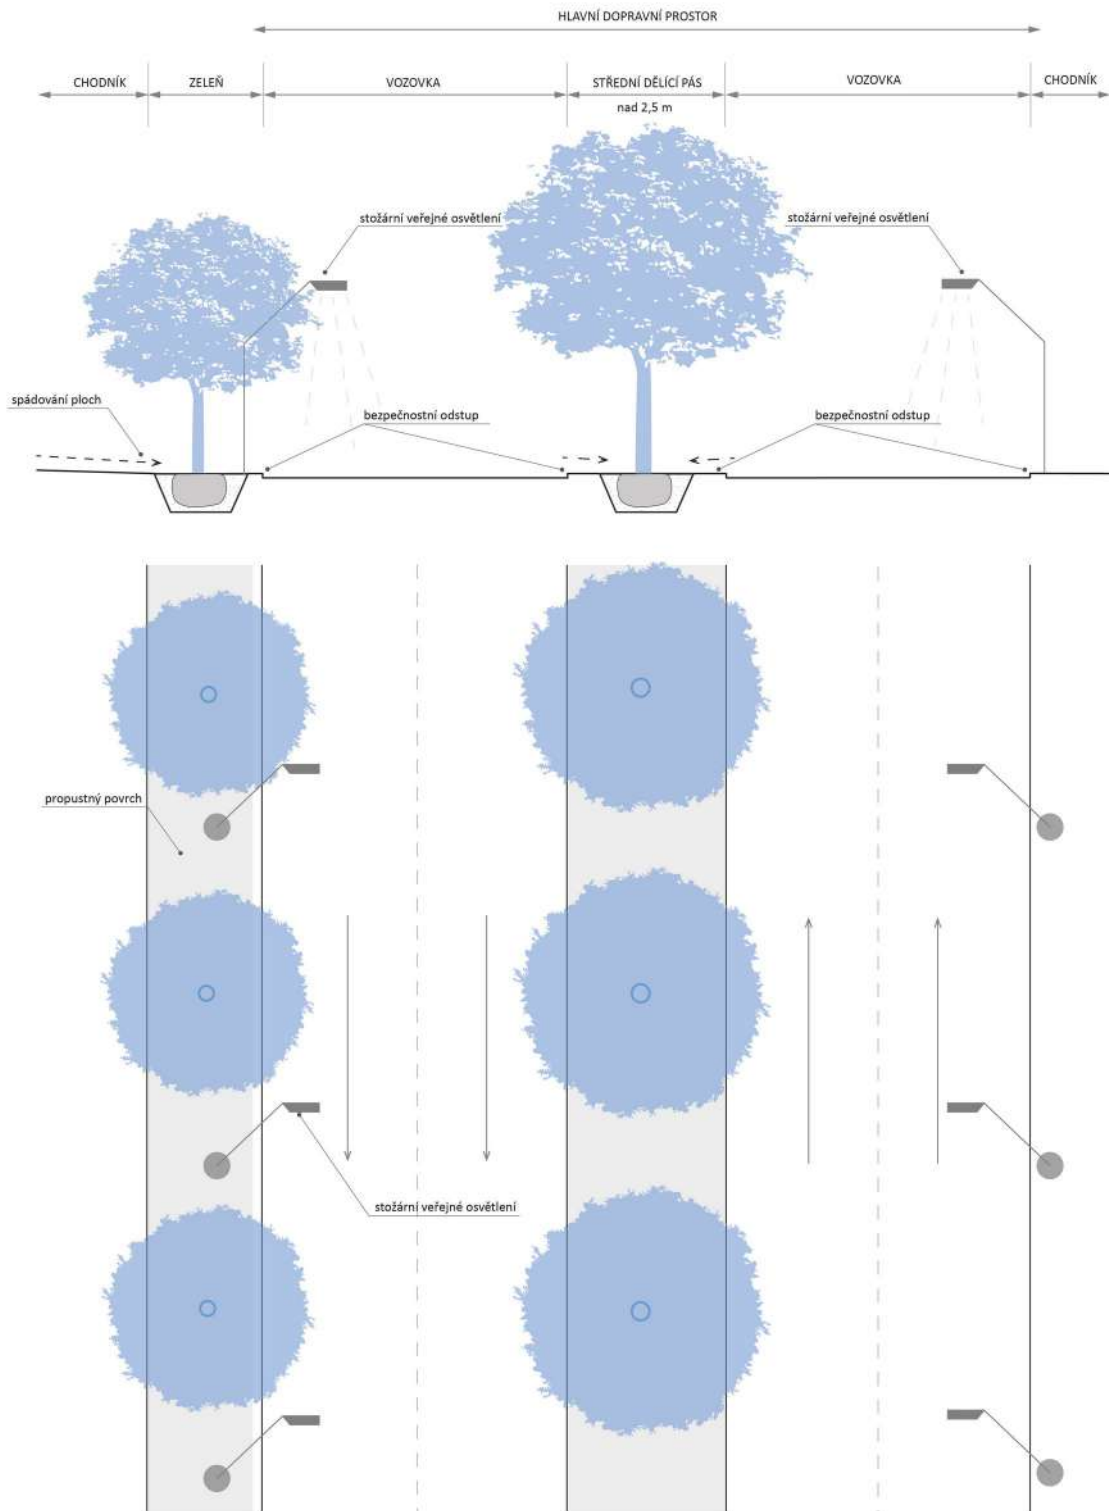 HLAVNÍ DOPRAVNÍ PROSTOR
CHODNÍK
ZELEŇ
VOZOVKA
STŘEDNÍ DĚLÍCÍ PÁS
nad 2,5 m
VOZOVKA
CHODNÍK
stožární veřejné osvětlení
stožární veřejné osvětlení
spádování ploch
bezpečnostní odstup
bezpečnostní odstup
propustný povrch
stožární veřejné osvětlení